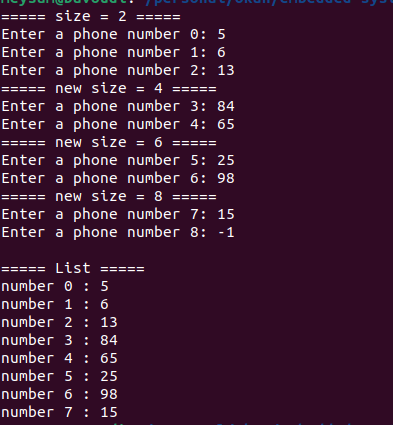 ===== size = 2 =====
Enter a phone number 0: 5
Enter a phone number 1: 6
Enter a phone number 2: 13
===== new size = 4 =====
Enter a phone number 3: 84
Enter a phone number 4: 65
===== new size = 6 =====
Enter a phone number 5: 25
Enter a phone number 6: 98
===== new size = 8 =====
Enter a phone number 7: 15
Enter a phone number 8: -1

===== List =====
number 0 : 5
number 1 : 6
number 2 : 13
number 3 : 84
number 4 : 65
number 5 : 25
number 6 : 98
number 7 : 15